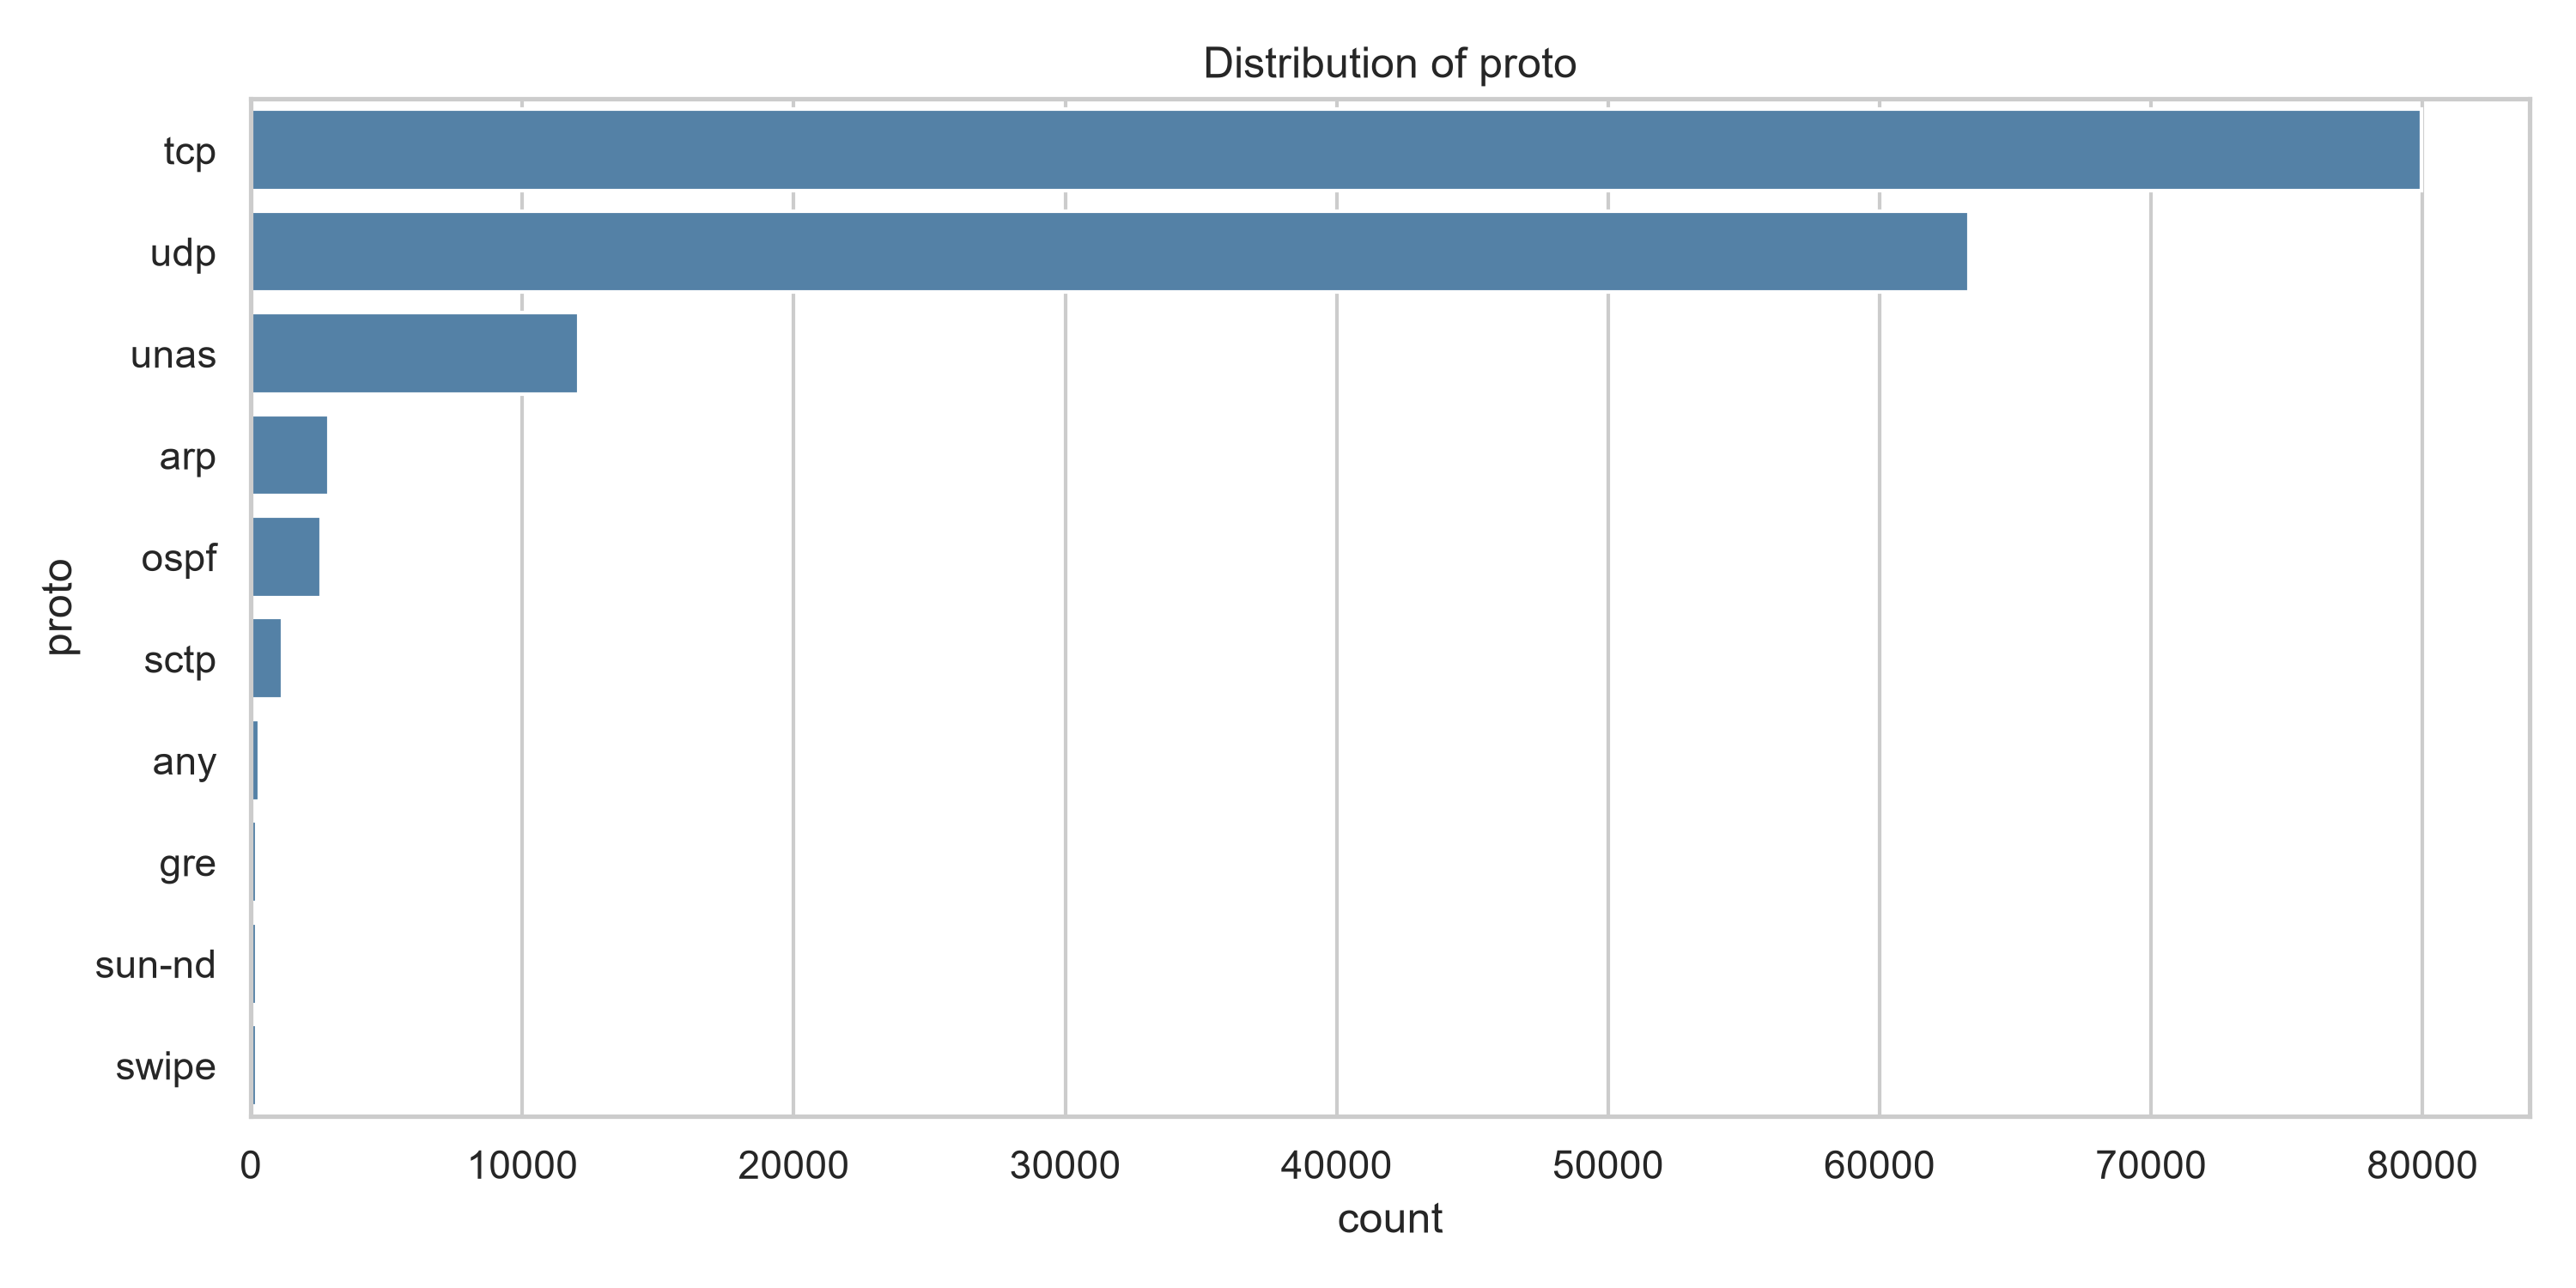 Distribution of proto
tcp
udp
unas
arp
ospf
sctp
any
gre
sun-nd
swipe
proto
0 10000 20000 30000 40000 50000 60000 70000 80000
count